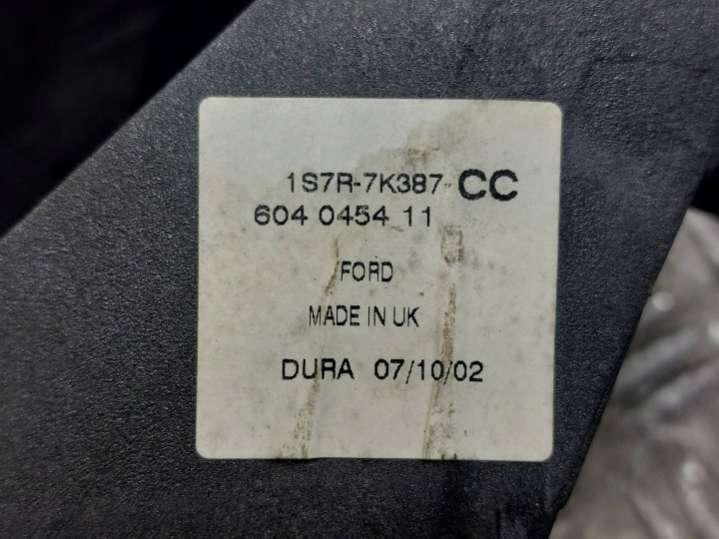 1S7R-7K387-CC
604 0454 11
FORD
MADE IN UK
DURA 07/10/02